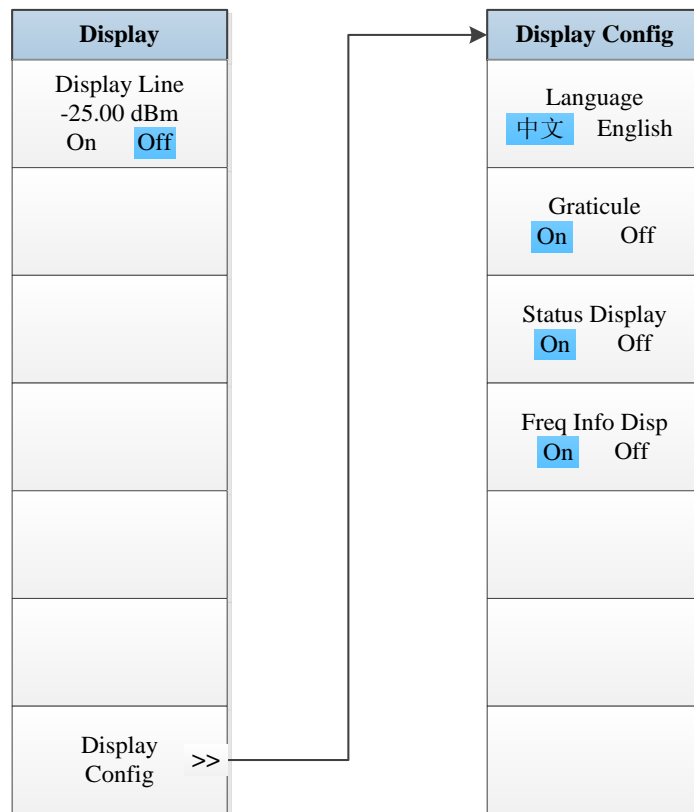 Display
Display Line
-25.00 dBm
On Off
Display
Config >>
Display Config
Language
中文 English
Graticule
On Off
Status Display
On Off
Freq Info Disp
On Off